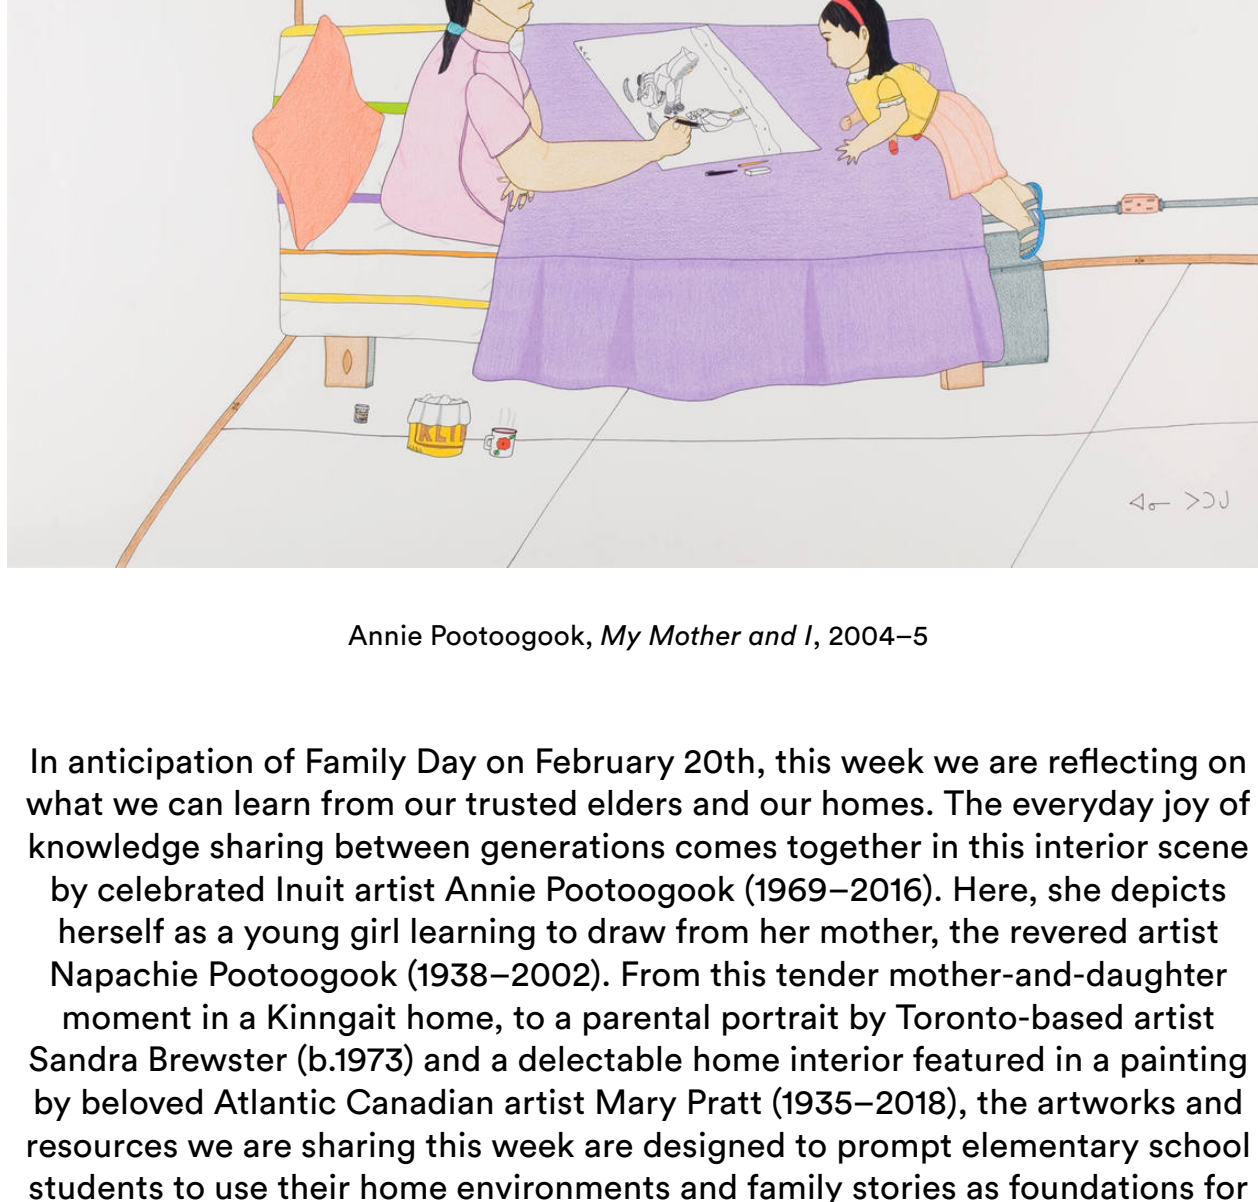 KLI
ᐊᓂ ᐳᑐᒍ
Annie Pootoogook, My Mother and I, 2004–5
In anticipation of Family Day on February 20th, this week we are reflecting on
what we can learn from our trusted elders and our homes. The everyday joy of
knowledge sharing between generations comes together in this interior scene
by celebrated Inuit artist Annie Pootoogook (1969–2016). Here, she depicts
herself as a young girl learning to draw from her mother, the revered artist
Napachie Pootoogook (1938–2002). From this tender mother-and-daughter
moment in a Kinngait home, to a parental portrait by Toronto-based artist
Sandra Brewster (b.1973) and a delectable home interior featured in a painting
by beloved Atlantic Canadian artist Mary Pratt (1935–2018), the artworks and
resources we are sharing this week are designed to prompt elementary school
students to use their home environments and family stories as foundations for